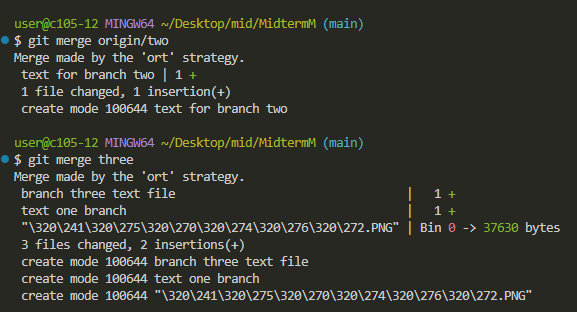 user@c105-12 MINGW64 ~/Desktop/mid/MidtermM (main)
$ git merge origin/two
Merge made by the 'ort' strategy.
 text for branch two | 1 +
 1 file changed, 1 insertion(+)
 create mode 100644 text for branch two

user@c105-12 MINGW64 ~/Desktop/mid/MidtermM (main)
$ git merge three
Merge made by the 'ort' strategy.
 branch three text file | 1 +
 text one branch | 1 +
 "\320\241\320\275\320\270\320\274\320\276\320\272.PNG" | Bin 0 -> 37630 bytes
 3 files changed, 2 insertions(+)
 create mode 100644 branch three text file
 create mode 100644 text one branch
 create mode 100644 "\320\241\320\275\320\270\320\274\320\276\320\272.PNG"